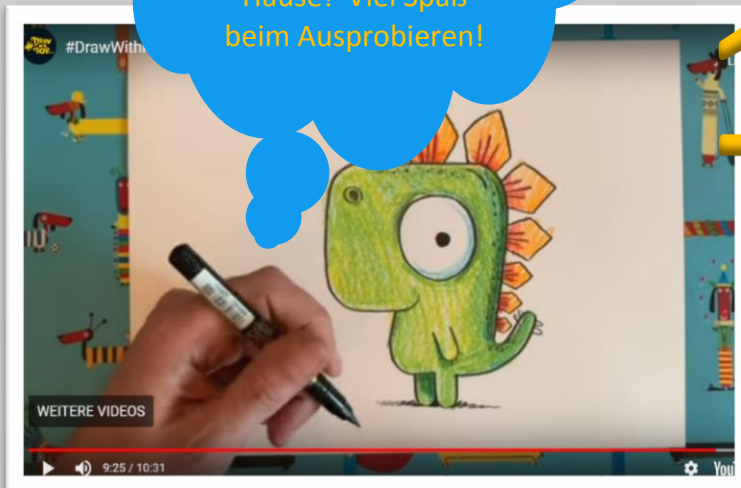 Hause? Viel Spaß
beim Ausprobieren!
#DrawWith
WEITERE VIDEOS
9:25 / 10:31
You